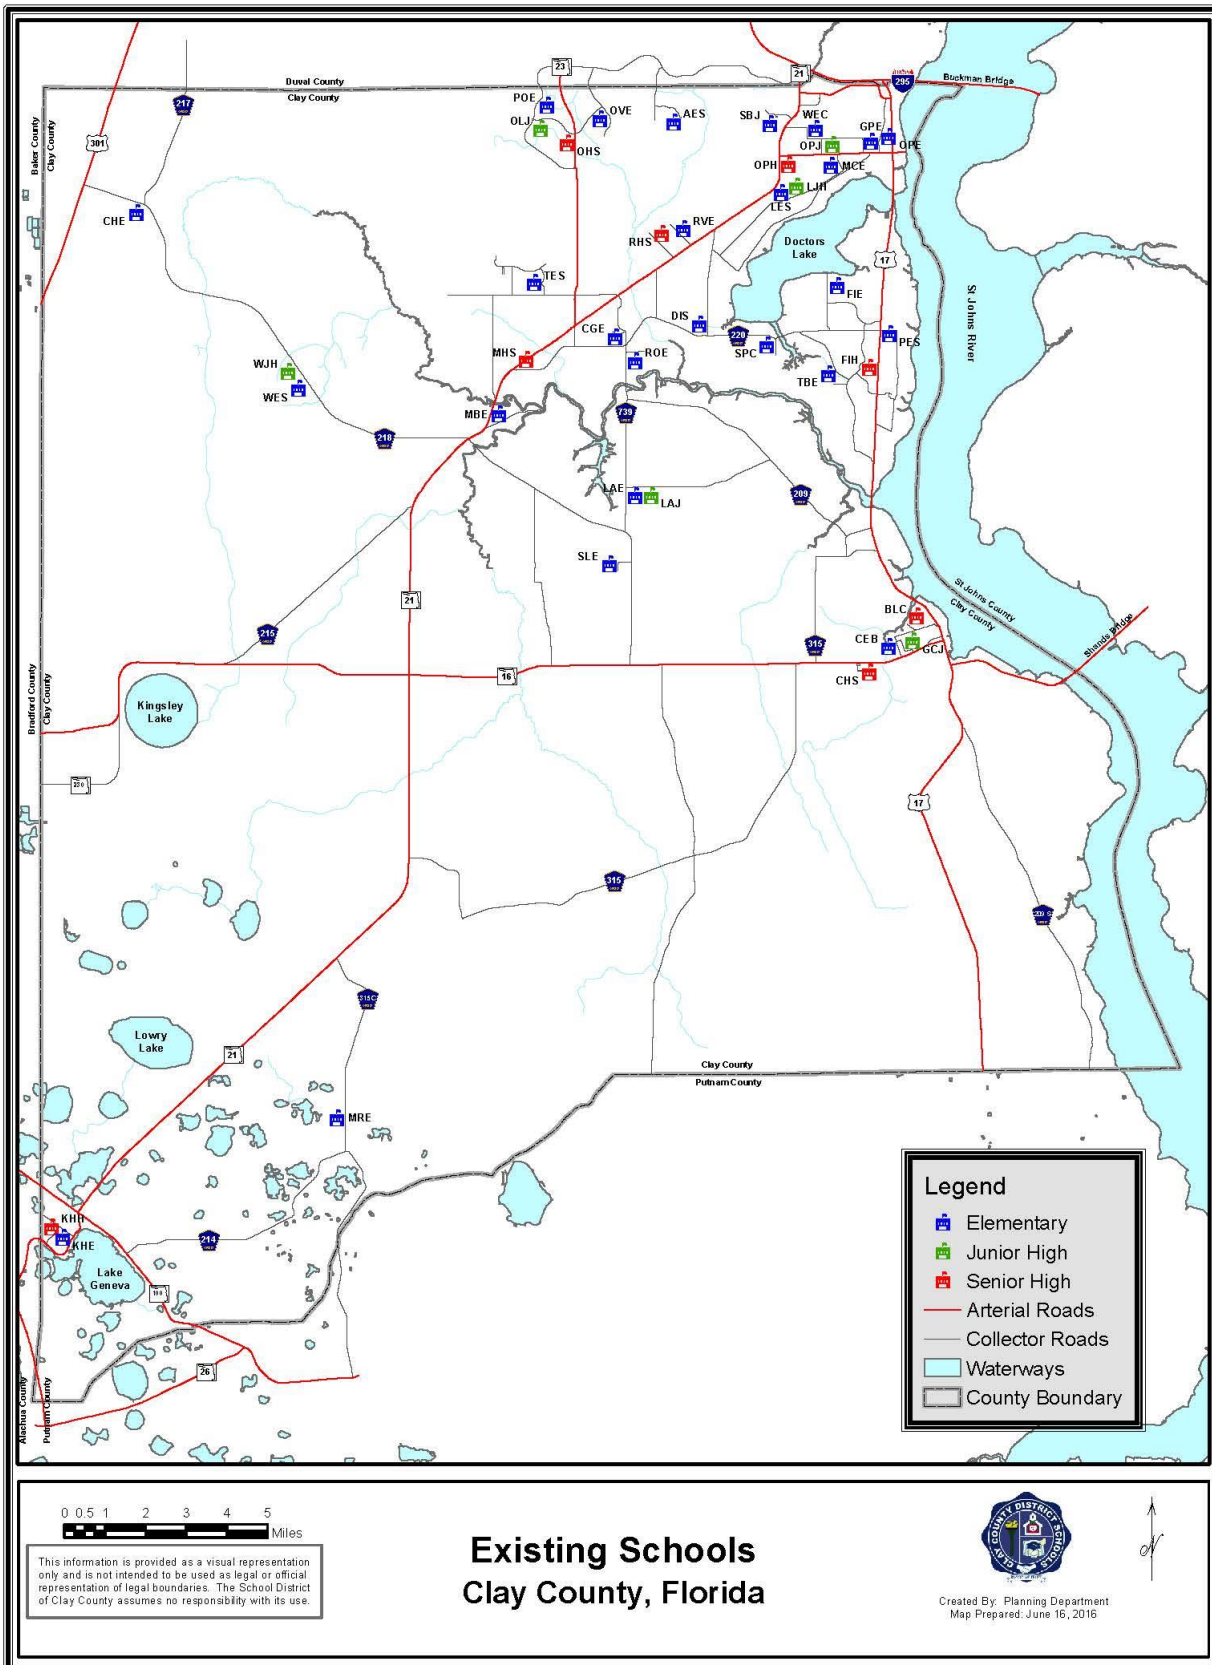 Duval County
Clay County
Buckman Bridge
23
21
295
217
301
Baker County
Clay County
POE
OLJ
OVE
AES
OHS
SBJ
WEC
GPE
OPE
OPJ
OPH
MCE
LJH
LES
CHE
RHS
RVE
Doctors
Lake
17
St Johns River
TES
FIE
DIS
220
CGE
SPC
PES
MHS
ROE
FIH
TBE
WJH
WES
MBE
739
218
LAE
LAJ
209
SLE
21
215
St Johns County
Clay County
BLC
CEB
GCJ
315
Shands Bridge
CHS
16
Bradford County
Clay County
Kingsley
Lake
230
17
315
315C
Lowry
Lake
21
Clay County
Putnam County
MRE
KHH
KHE
214
Lake
Geneva
100
26
Alachua County
Putnam County
Legend
Elementary
Junior High
Senior High
Arterial Roads
Collector Roads
Waterways
County Boundary
0 0.5 1 2 3 4 5
Miles
This information is provided as a visual representation
only and is not intended to be used as legal or official
representation of legal boundaries. The School District
of Clay County assumes no responsibility with its use.
Existing Schools
Clay County, Florida
CLAY COUNTY DISTRICT SCHOOLS
N
Created By: Planning Department
Map Prepared: June 16, 2016